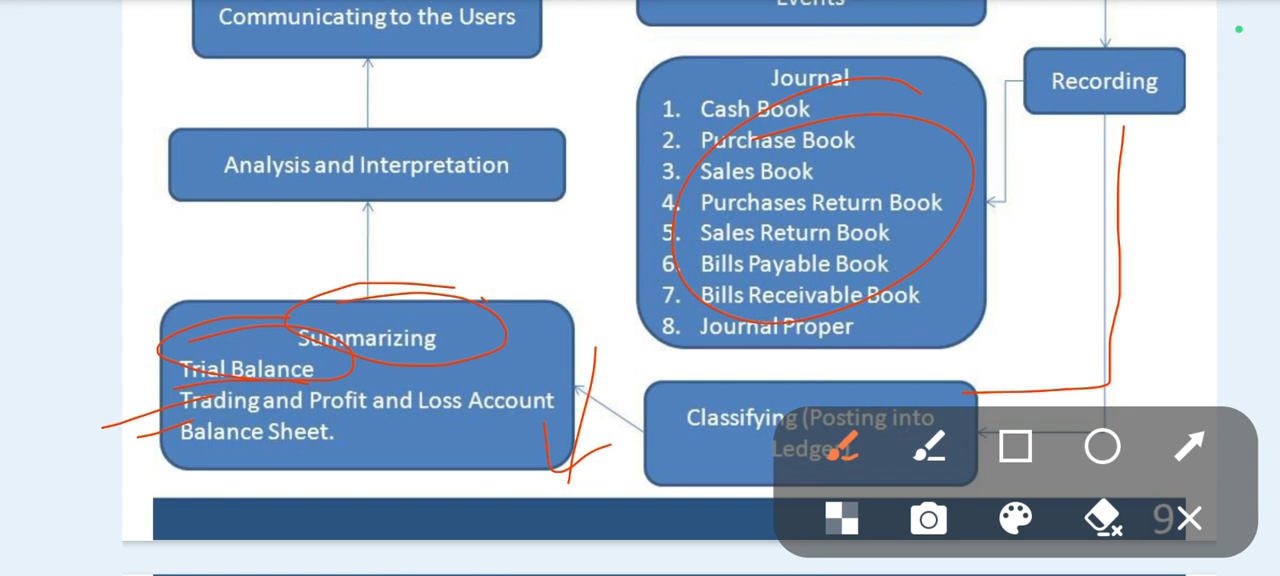 Communicating to the Users
Events
Journal
1. Cash Book
2. Purchase Book
3. Sales Book
4. Purchases Return Book
5. Sales Return Book
6. Bills Payable Book
7. Bills Receivable Book
8. Journal Proper
Recording
Analysis and Interpretation
Summarizing
Trial Balance
Trading and Profit and Loss Account
Balance Sheet.
Classifying (Posting into
Ledger)
9